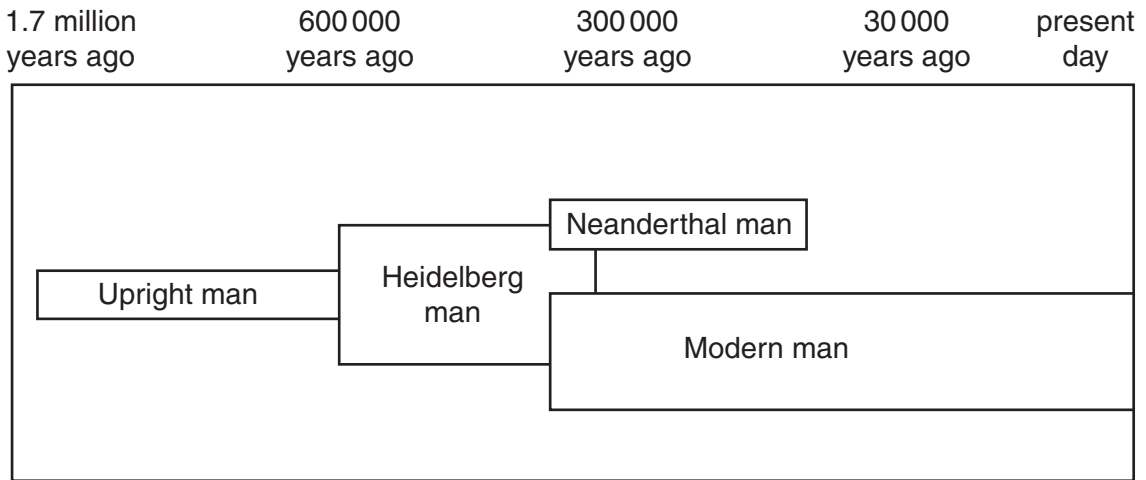 1.7 million
years ago
600 000
years ago
300 000
years ago
30 000
years ago
present
day
Neanderthal man
Upright man
Heidelberg
man
Modern man